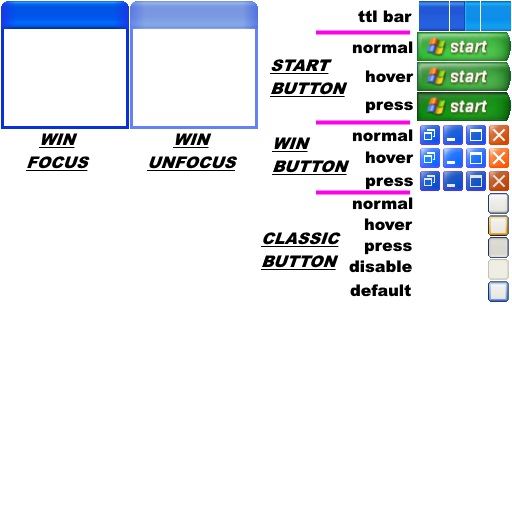 WIN
FOCUS
WIN
UNFOCUS
ttl bar
START
BUTTON
normal
start
hover
start
press
start
WIN
BUTTON
normal
hover
press
CLASSIC
BUTTON
normal
hover
press
disable
default